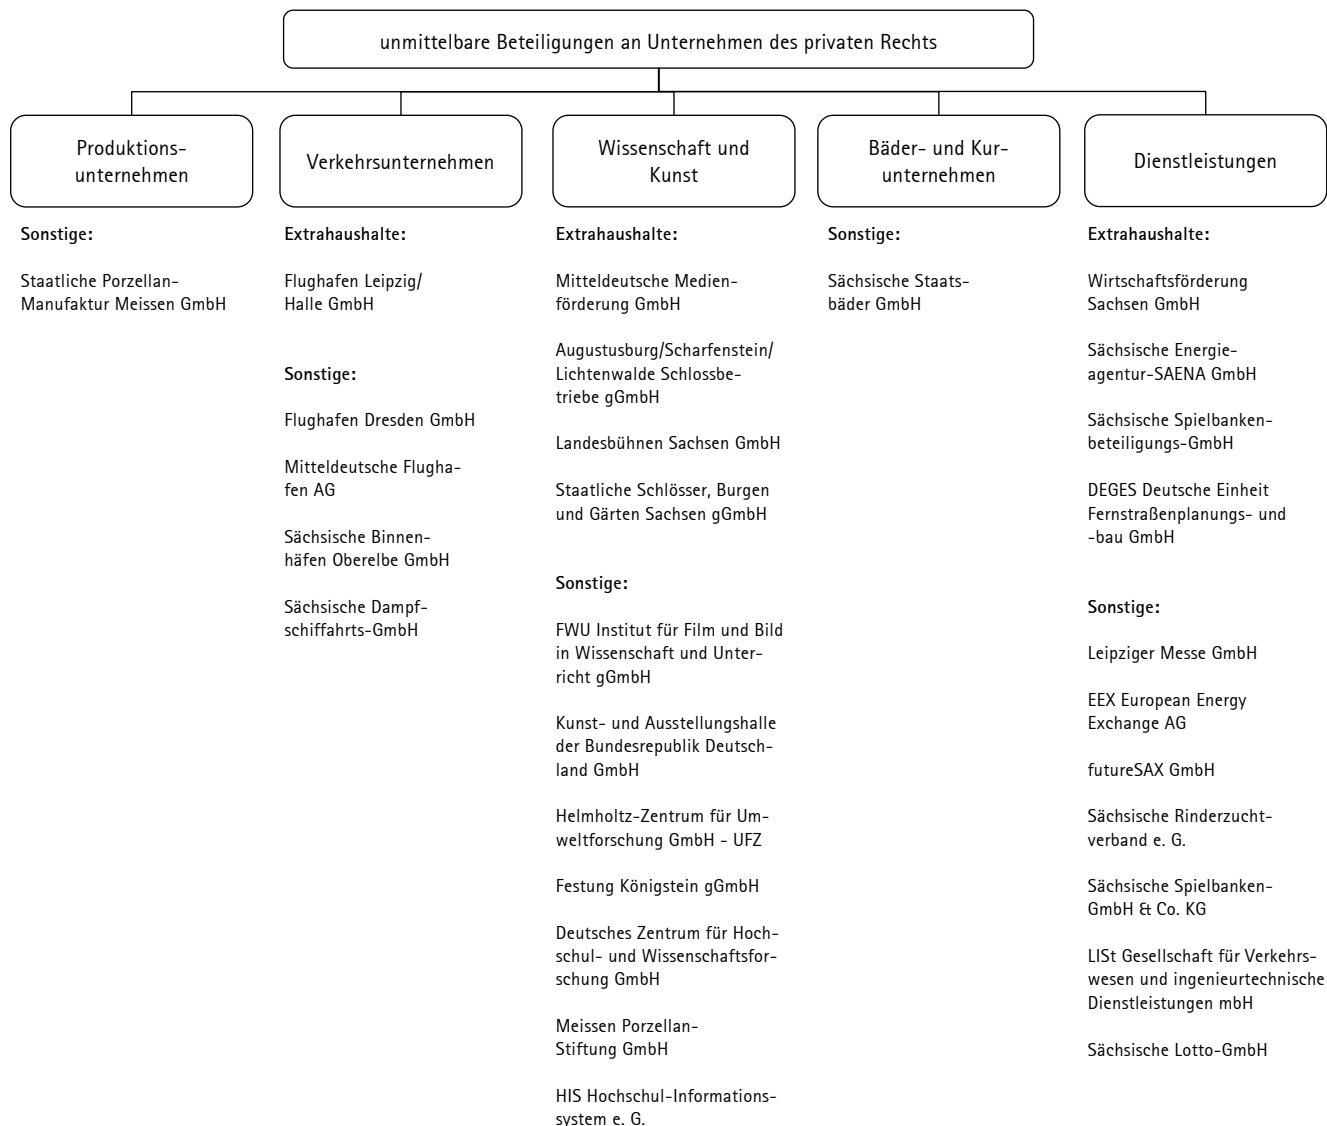 unmittelbare Beteiligungen an Unternehmen des privaten Rechts
Produktions-
unternehmen
Verkehrsunternehmen
Wissenschaft und
Kunst
Bäder- und Kur-
unternehmen
Dienstleistungen
Sonstige:
Staatliche Porzellan-
Manufaktur Meissen GmbH
Extrahaushalte:
Flughafen Leipzig/
Halle GmbH
Sonstige:
Flughafen Dresden GmbH
Mitteldeutsche Flugha-
fen AG
Sächsische Binnen-
häfen Oberelbe GmbH
Sächsische Dampf-
schiffahrts-GmbH
Extrahaushalte:
Mitteldeutsche Medien-
förderung GmbH
Augustusburg/Scharfenstein/
Lichtenwalde Schlossbe-
triebe gGmbH
Landesbühnen Sachsen GmbH
Staatliche Schlösser, Burgen
und Gärten Sachsen gGmbH
Sonstige:
FWU Institut für Film und Bild
in Wissenschaft und Unter-
richt gGmbH
Kunst- und Ausstellungshalle
der Bundesrepublik Deutsch-
land GmbH
Helmholtz-Zentrum für Um-
weltforschung GmbH - UFZ
Festung Königstein gGmbH
Deutsches Zentrum für Hoch-
schul- und Wissenschaftsfor-
schung GmbH
Meissen Porzellan-
Stiftung GmbH
HIS Hochschul-Informations-
system e. G.
Sonstige:
Sächsische Staats-
bäder GmbH
Extrahaushalte:
Wirtschaftsförderung
Sachsen GmbH
Sächsische Energie-
agentur-SAENA GmbH
Sächsische Spielbanken-
beteiligungs-GmbH
DEGES Deutsche Einheit
Fernstraßenplanungs- und
-bau GmbH
Sonstige:
Leipziger Messe GmbH
EEX European Energy
Exchange AG
futureSAX GmbH
Sächsische Rinderzucht-
verband e. G.
Sächsische Spielbanken-
GmbH & Co. KG
LISt Gesellschaft für Verkehrs-
wesen und ingenieurtechnische
Dienstleistungen mbH
Sächsische Lotto-GmbH